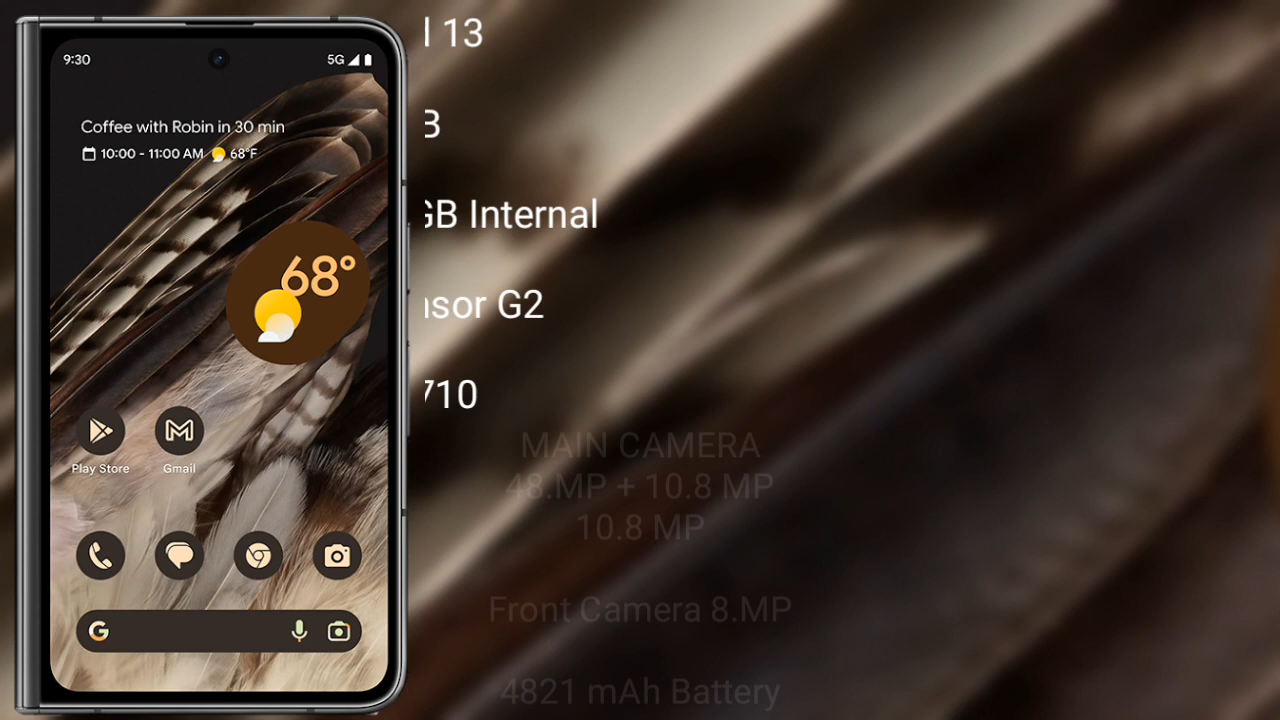 9:30
5G
Coffee with Robin in 30 min
10:00 - 11:00 AM 68°F
68°
Play Store
Gmail
G
l 13
B
GB Internal
nsor G2
710
MAIN CAMERA
48.MP + 10.8 MP
10.8 MP
Front Camera 8.MP
4821 mAh Battery